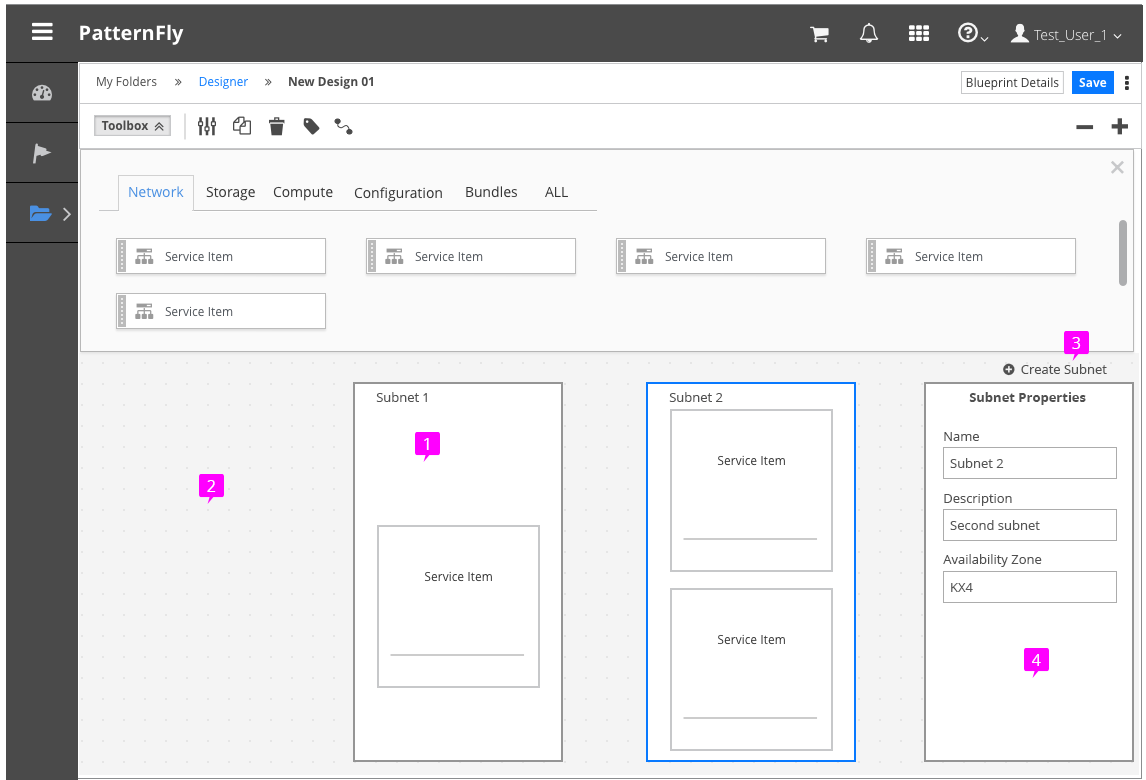 PatternFly
Test_User_1
My Folders » Designer » New Design 01
Blueprint Details
Save
Toolbox
Network Storage Compute Configuration Bundles ALL
Service Item Service Item Service Item Service Item
Service Item
3
Create Subnet
Subnet 1
1
2
Service Item
Subnet 2
Service Item
Service Item
Subnet Properties
Name
Subnet 2
Description
Second subnet
Availability Zone
KX4
4